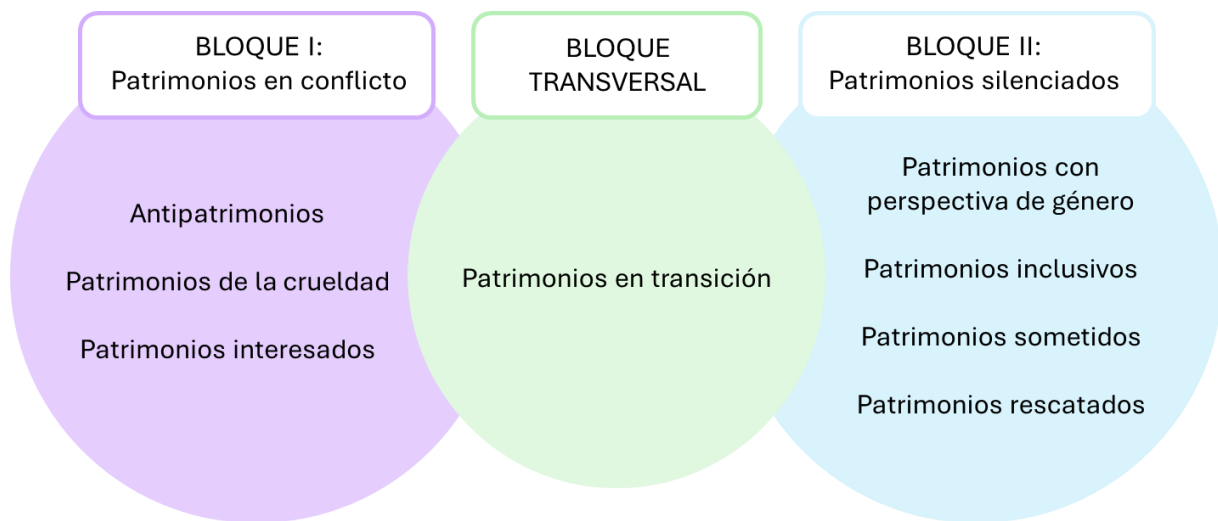 BLOQUE I:
Patrimonios en conflicto
Antipatrimonios
Patrimonios de la crueldad
Patrimonios interesados
BLOQUE
TRANSVERSAL
Patrimonios en transición
BLOQUE II:
Patrimonios silenciados
Patrimonios con
perspectiva de género
Patrimonios inclusivos
Patrimonios sometidos
Patrimonios rescatados